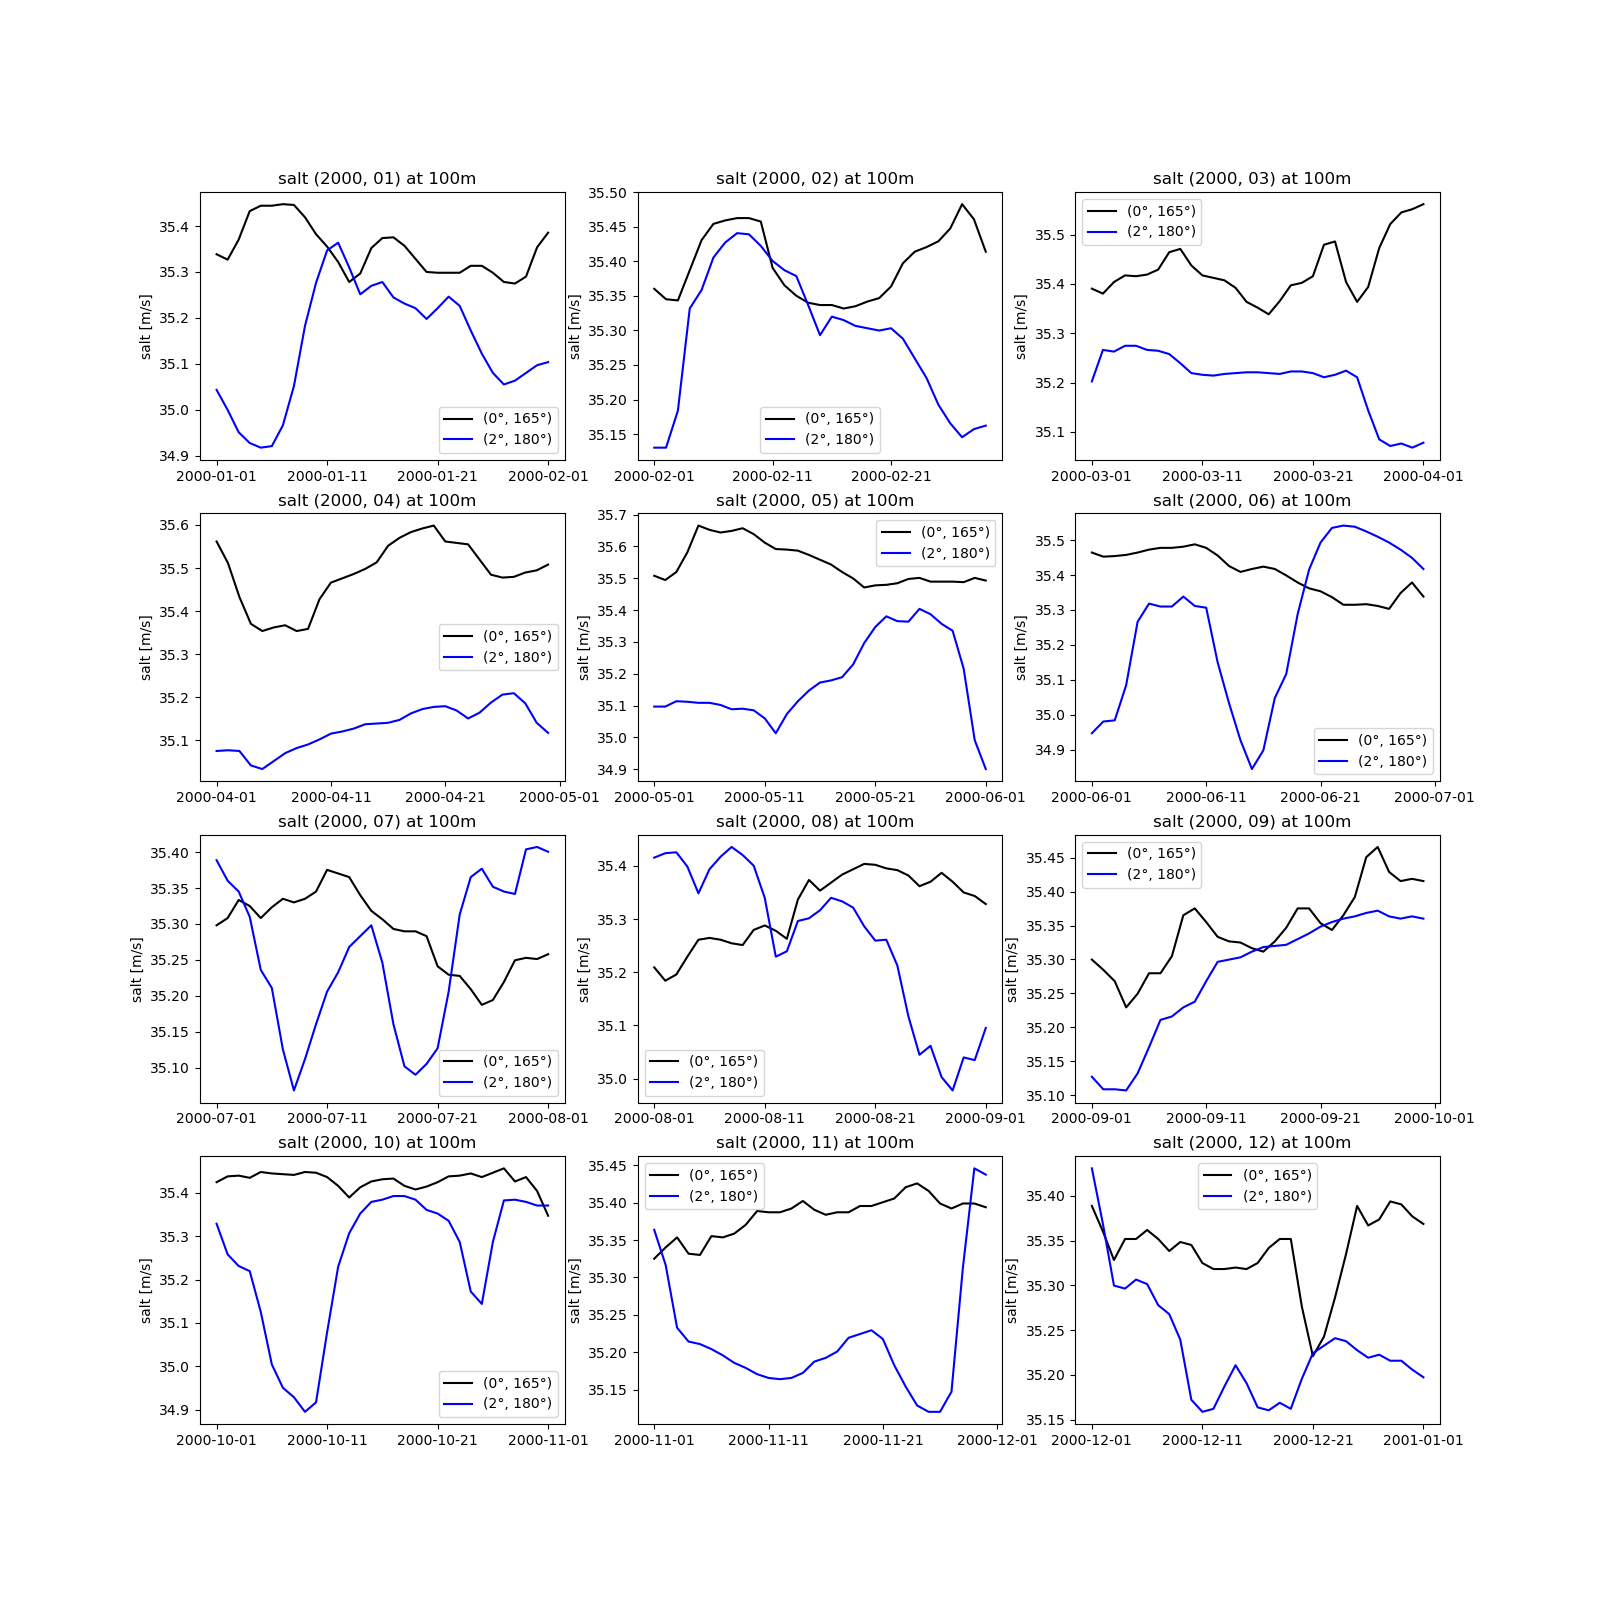 salt (2000, 01) at 100m
salt [m/s]
35.4
35.3
35.2
35.1
35.0
34.9
(0°, 165°)
(2°, 180°)
2000-01-01 2000-01-11 2000-01-21 2000-02-01
salt (2000, 02) at 100m
salt [m/s]
35.50
35.45
35.40
35.35
35.30
35.25
35.20
35.15
(0°, 165°)
(2°, 180°)
2000-02-01 2000-02-11 2000-02-21
salt (2000, 03) at 100m
salt [m/s]
35.5
35.4
35.3
35.2
35.1
(0°, 165°)
(2°, 180°)
2000-03-01 2000-03-11 2000-03-21 2000-04-01
salt (2000, 04) at 100m
salt [m/s]
35.6
35.5
35.4
35.3
35.2
35.1
(0°, 165°)
(2°, 180°)
2000-04-01 2000-04-11 2000-04-21 2000-05-01
salt (2000, 05) at 100m
salt [m/s]
35.7
35.6
35.5
35.4
35.3
35.2
35.1
35.0
34.9
(0°, 165°)
(2°, 180°)
2000-05-01 2000-05-11 2000-05-21 2000-06-01
salt (2000, 06) at 100m
salt [m/s]
35.5
35.4
35.3
35.2
35.1
35.0
34.9
(0°, 165°)
(2°, 180°)
2000-06-01 2000-06-11 2000-06-21 2000-07-01
salt (2000, 07) at 100m
salt [m/s]
35.40
35.35
35.30
35.25
35.20
35.15
35.10
(0°, 165°)
(2°, 180°)
2000-07-01 2000-07-11 2000-07-21 2000-08-01
salt (2000, 08) at 100m
salt [m/s]
35.4
35.3
35.2
35.1
35.0
(0°, 165°)
(2°, 180°)
2000-08-01 2000-08-11 2000-08-21 2000-09-01
salt (2000, 09) at 100m
salt [m/s]
35.45
35.40
35.35
35.30
35.25
35.20
35.15
35.10
(0°, 165°)
(2°, 180°)
2000-09-01 2000-09-11 2000-09-21 2000-10-01
salt (2000, 10) at 100m
salt [m/s]
35.4
35.3
35.2
35.1
35.0
34.9
(0°, 165°)
(2°, 180°)
2000-10-01 2000-10-11 2000-10-21 2000-11-01
salt (2000, 11) at 100m
salt [m/s]
35.45
35.40
35.35
35.30
35.25
35.20
35.15
(0°, 165°)
(2°, 180°)
2000-11-01 2000-11-11 2000-11-21 2000-12-01
salt (2000, 12) at 100m
salt [m/s]
35.40
35.35
35.30
35.25
35.20
35.15
(0°, 165°)
(2°, 180°)
2000-12-01 2000-12-11 2000-12-21 2001-01-01